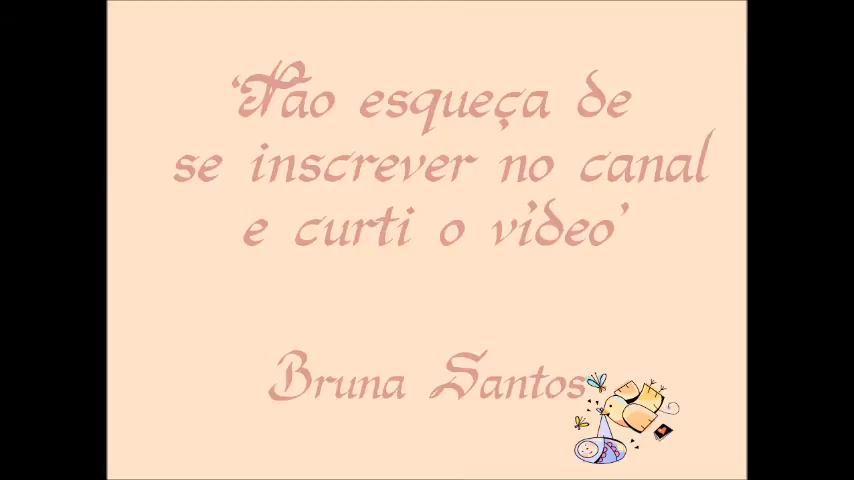 'Não esqueça de
se inscrever no canal
e curti o vídeo'
Bruna Santos